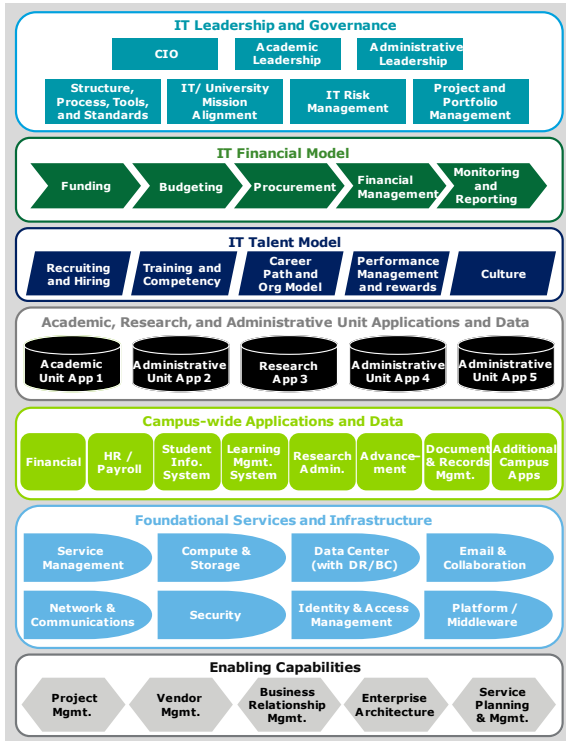 IT Leadership and Governance
CIO
Academic
Leadership
Administrative
Leadership
Structure,
Process, Tools,
and Standards
IT/ University
Mission
Alignment
IT Risk
Management
Project and
Portfolio
Management
IT Financial Model
Funding
Budgeting
Procurement
Financial
Management
Monitoring
and
Reporting
IT Talent Model
Recruiting
and Hiring
Training and
Competency
Career
Path and
Org Model
Performance
Management
and rewards
Culture
Academic, Research, and Administrative Unit Applications and Data
Academic
Unit App 1
Administrative
Unit App 2
Research
App 3
Administrative
Unit App 4
Administrative
Unit App 5
Campus-wide Applications and Data
Financial
HR /
Payroll
Student
Info.
System
Learning
Mgmt.
System
Research
Admin.
Advance-
ment
Document
& Records
Mgmt.
Additional
Campus
Apps
Foundational Services and Infrastructure
Service
Management
Compute &
Storage
Data Center
(with DR/BC)
Email &
Collaboration
Network &
Communications
Security
Identity & Access
Management
Platform /
Middleware
Enabling Capabilities
Project
Mgmt.
Vendor
Mgmt.
Business
Relationship
Mgmt.
Enterprise
Architecture
Service
Planning
& Mgmt.